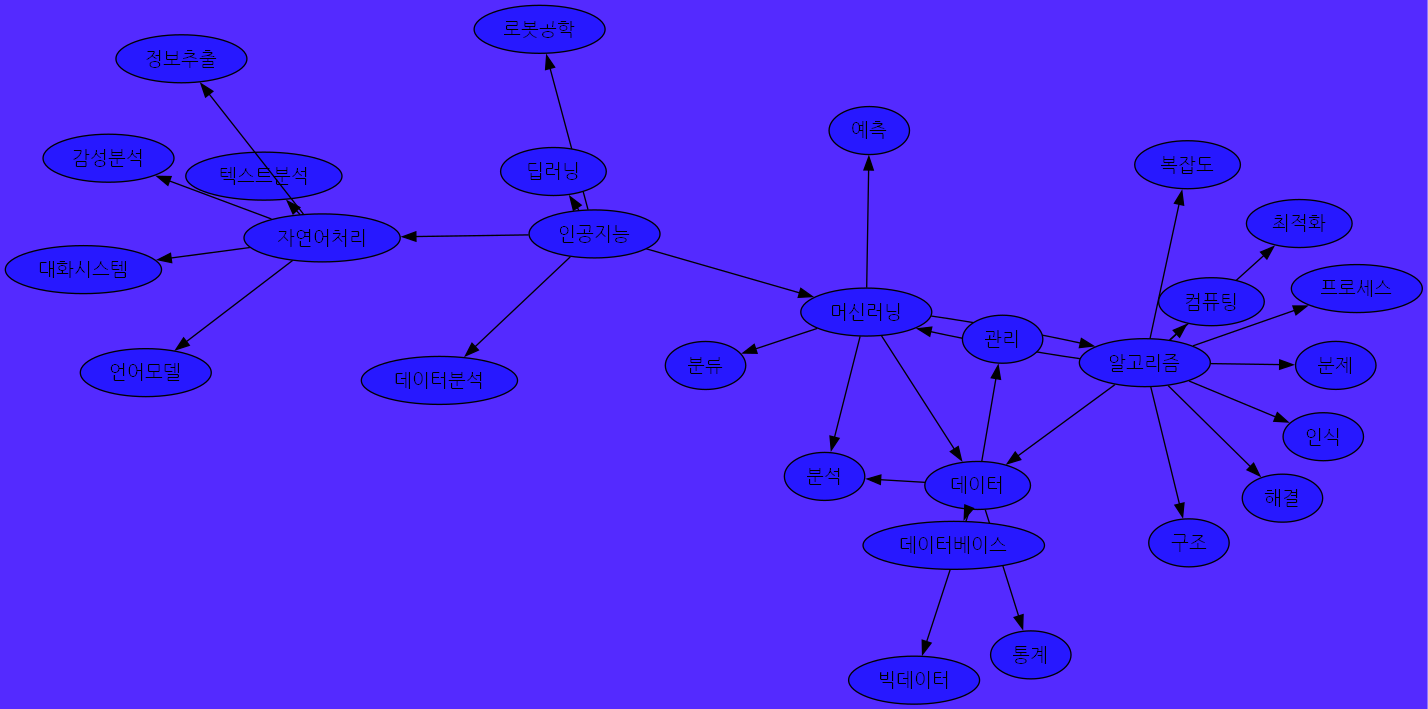 로봇공학
정보추출
예측
감성분석
텍스트분석
딥러닝
복잡도
최적화
자연어처리
인공지능
대화시스템
프로세스
컴퓨팅
머신러닝
관리
알고리즘
분류
문제
언어모델
데이터분석
인식
분석
데이터
해결
데이터베이스
구조
통계
빅데이터